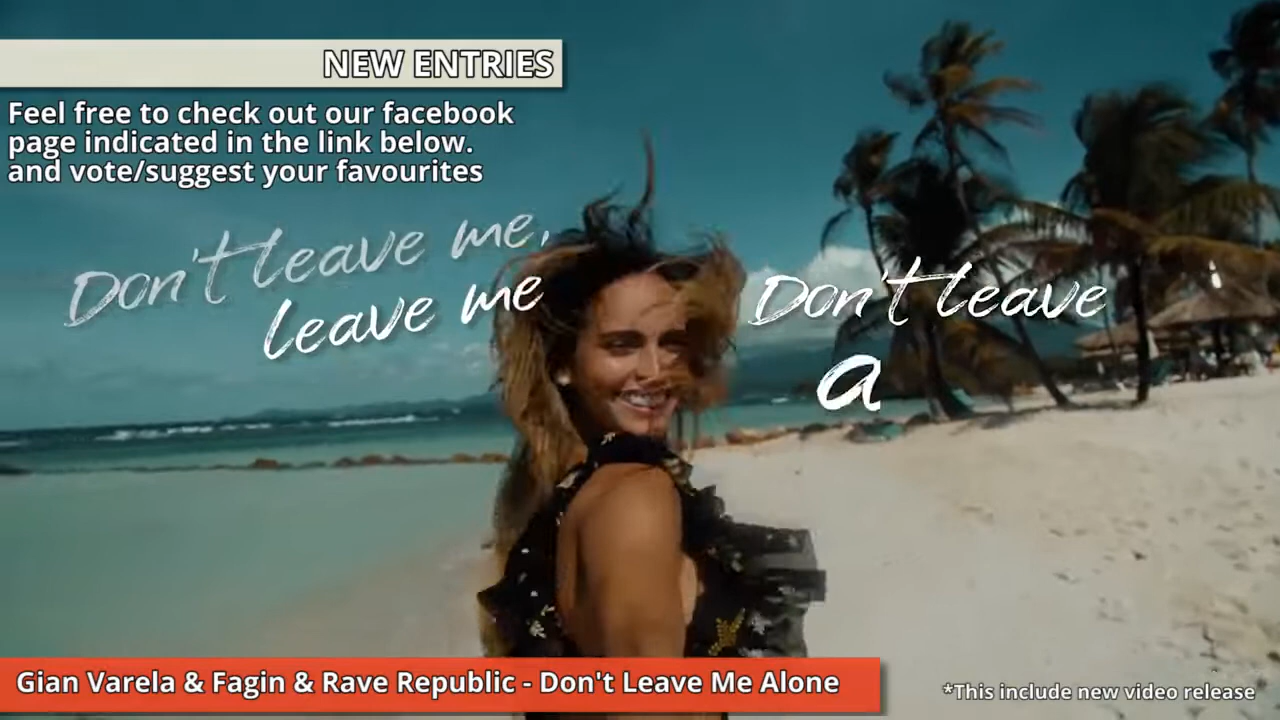 NEW ENTRIES
Feel free to check out our facebook
page indicated in the link below.
and vote/suggest your favourites
Don't leave me,
leave me
Don't leave
a
Gian Varela & Fagin & Rave Republic - Don't Leave Me Alone
*This include new video release